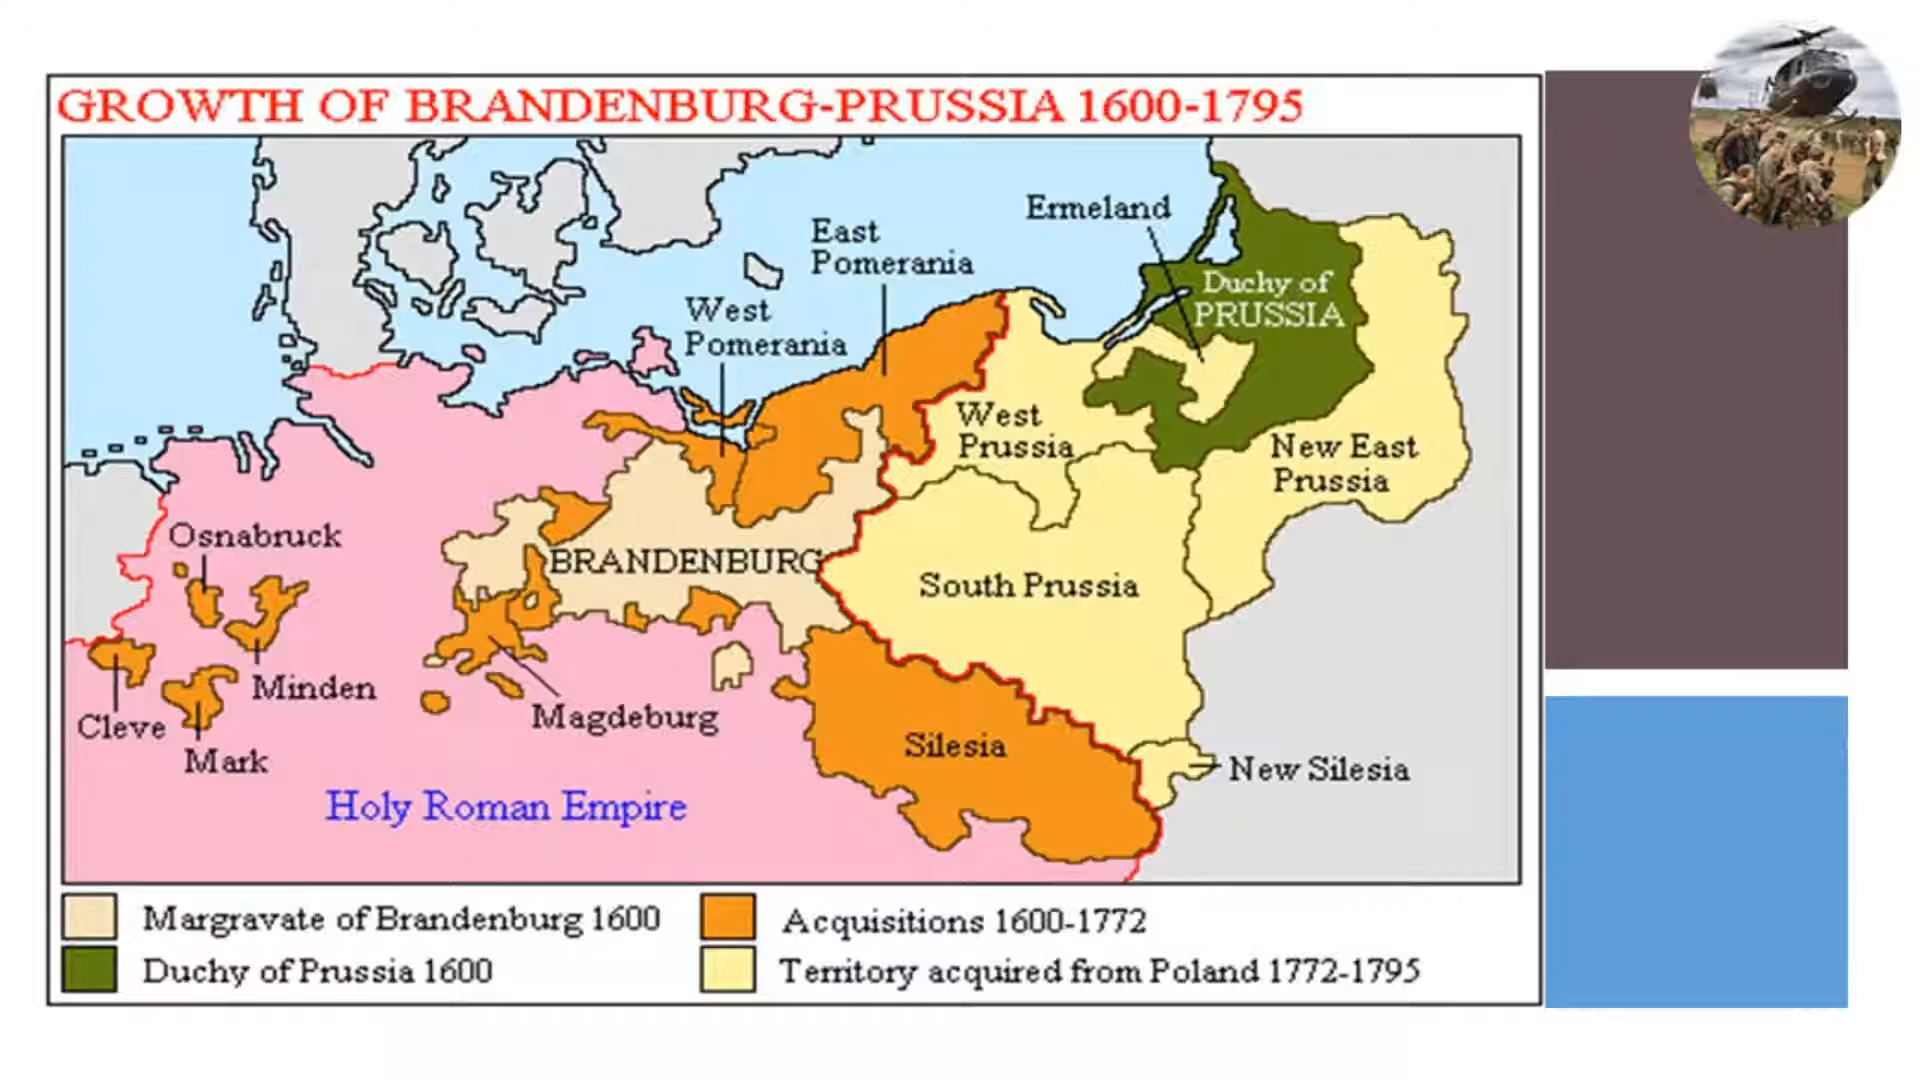 GROWTH OF BRANDENBURG-PRUSSIA 1600-1795
Ermeland
East
Pomerania
West
Pomerania
Duchy of
PRUSSIA
West
Prussia
New East
Prussia
Osnabruck
BRANDENBURG
South Prussia
Minden
Cleve
Magdeburg
Mark
Silesia
New Silesia
Holy Roman Empire
Margravate of Brandenburg 1600
Acquisitions 1600-1772
Duchy of Prussia 1600
Territory acquired from Poland 1772-1795